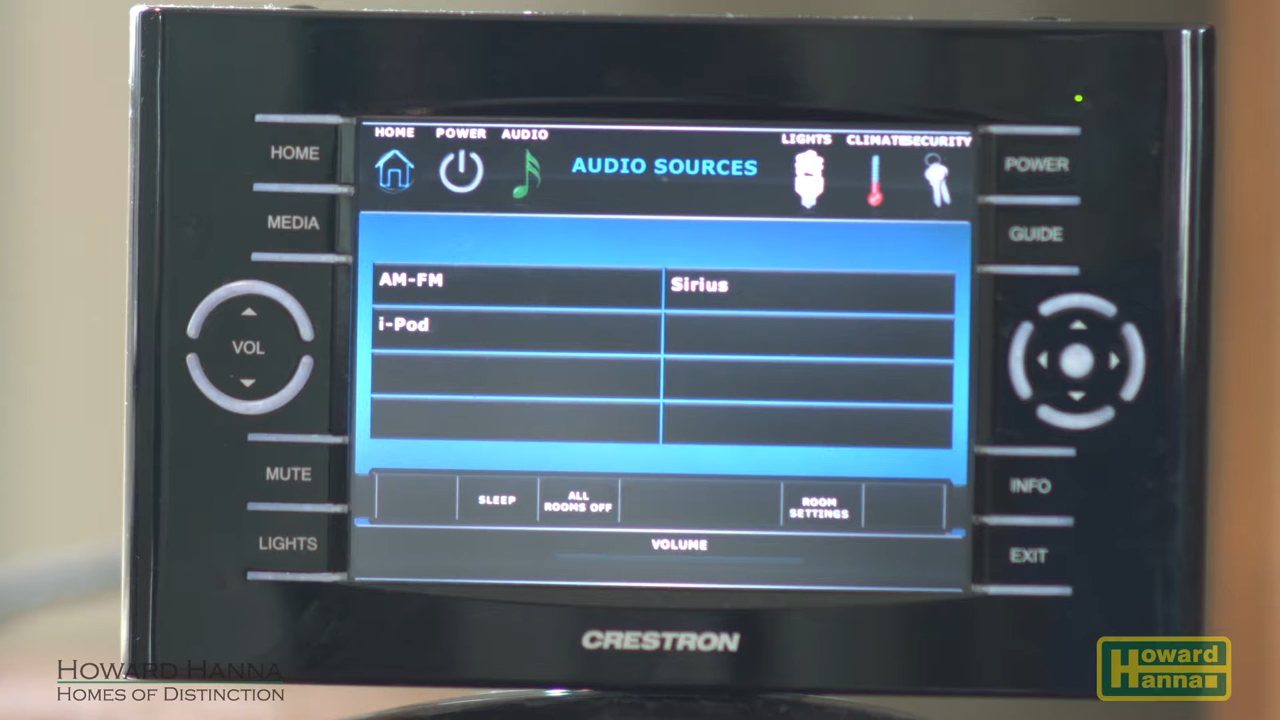 HOME POWER AUDIO LIGHTS CLIMATE SECURITY
AUDIO SOURCES
HOME
MEDIA
VOL
MUTE
LIGHTS
AM-FM Sirius
i-Pod
SLEEP ALL ROOMS OFF ROOM SETTINGS
VOLUME
POWER
GUIDE
INFO
EXIT
CRESTRON
HOWARD HANNA
HOMES OF DISTINCTION
Howard
Hanna